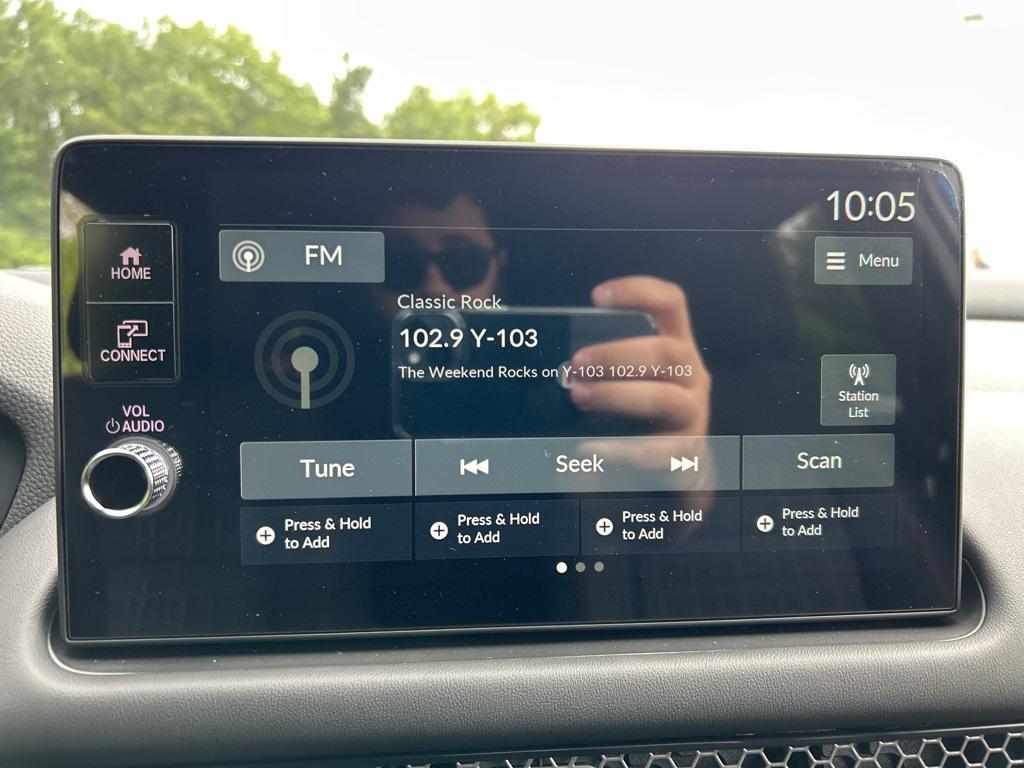 10:05
HOME
FM
Menu
Classic Rock
102.9 Y-103
CONNECT
The Weekend Rocks on Y-103 102.9 Y-103
Station
List
VOL
AUDIO
Tune
Seek
Scan
Press & Hold
to Add
Press & Hold
to Add
Press & Hold
to Add
Press & Hold
to Add